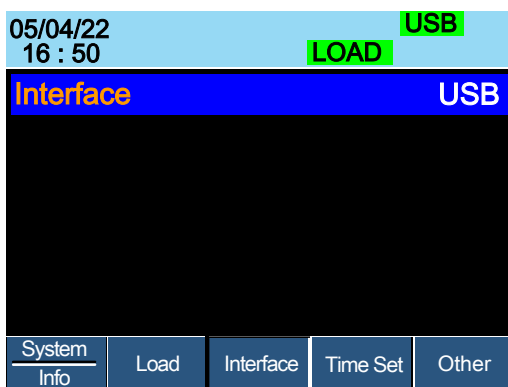 05/04/22
USB
16 : 50
LOAD
Interface USB
System
Info
Load
Interface
Time Set
Other